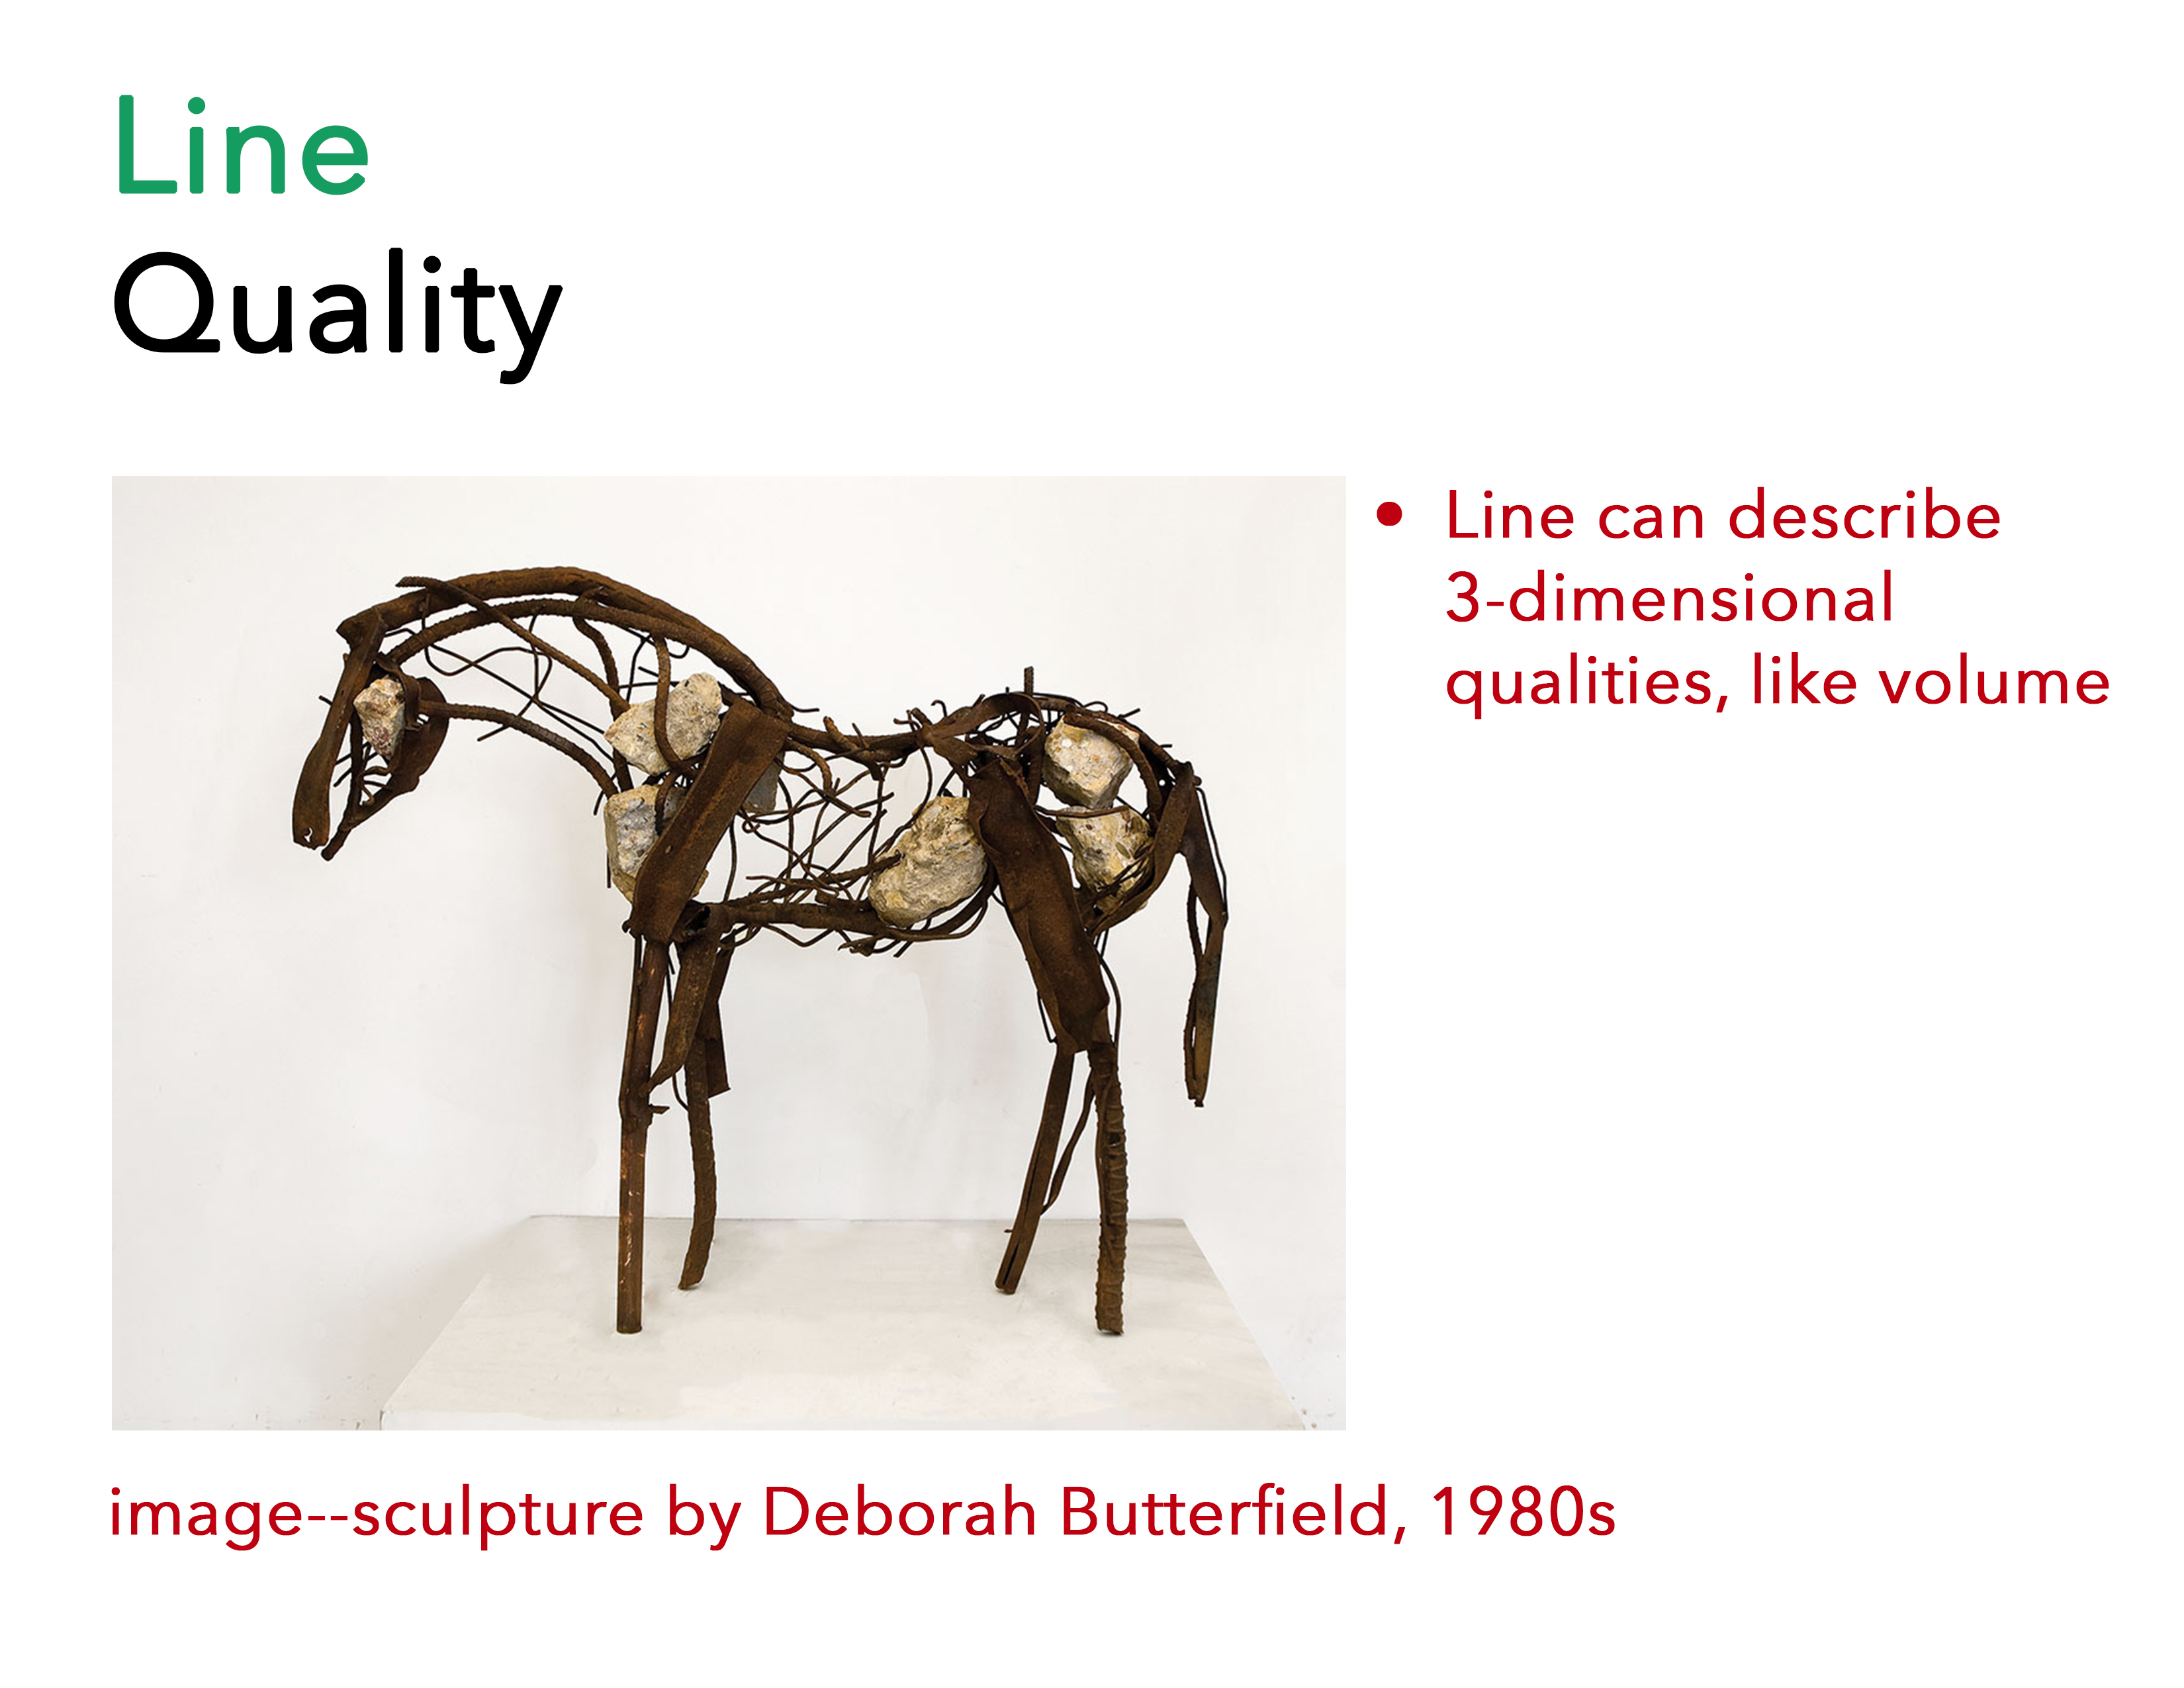 Line
Quality
• Line can describe
3-dimensional
qualities, like volume
image--sculpture by Deborah Butterfield, 1980s